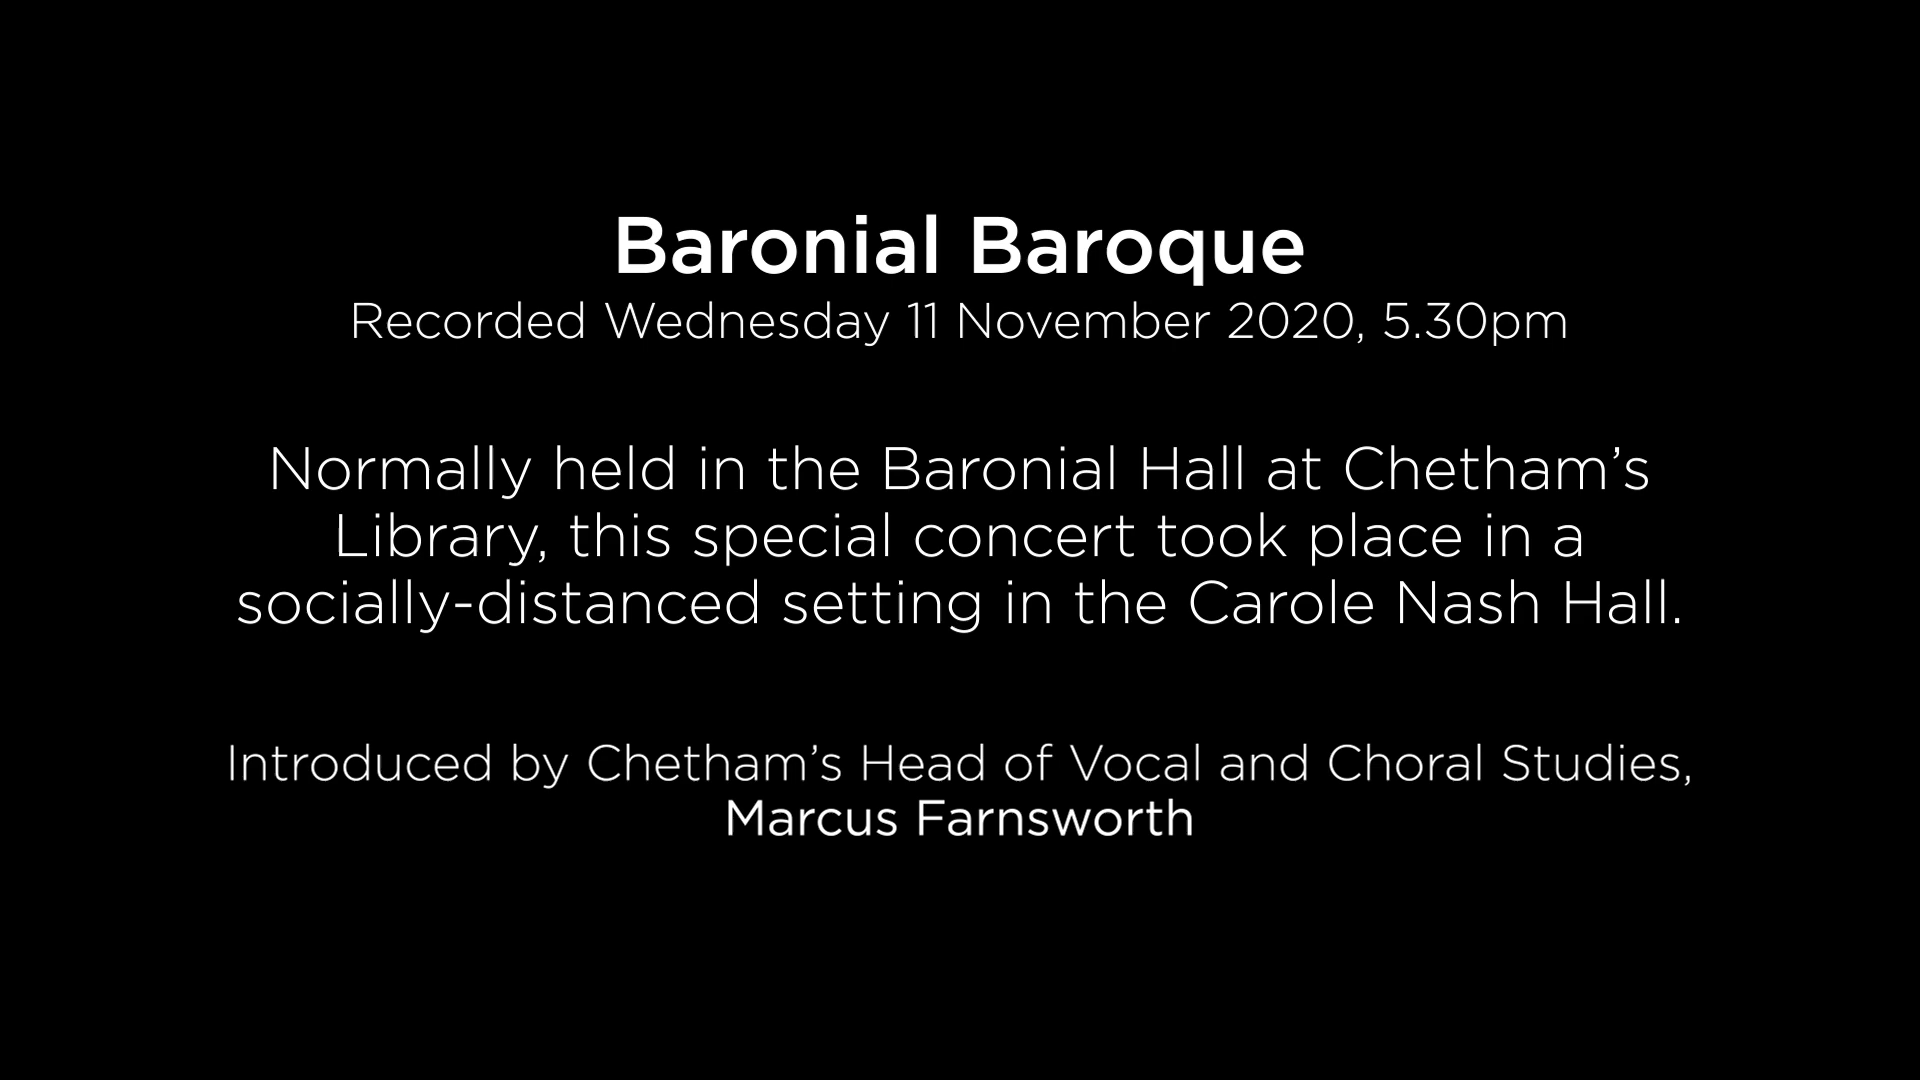 Baronial Baroque
Recorded Wednesday 11 November 2020, 5.30pm
Normally held in the Baronial Hall at Chetham’s
Library, this special concert took place in a
socially-distanced setting in the Carole Nash Hall.
Introduced by Chetham’s Head of Vocal and Choral Studies,
Marcus Farnsworth